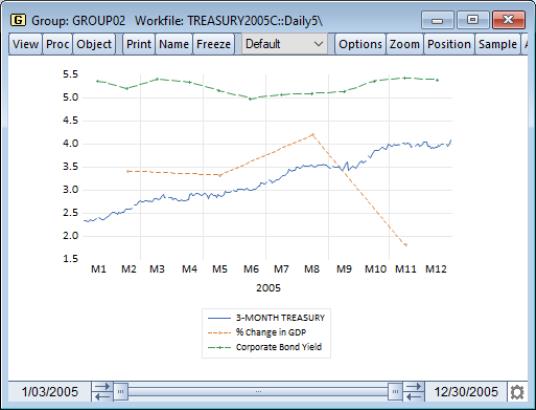 Group: GROUP02 Workfile: TREASURY2005C::Daily5\
View Proc Object Print Name Freeze Default Options Zoom Position Sample
5.5
5.0
4.5
4.0
3.5
3.0
2.5
2.0
1.5
M1 M2 M3 M4 M5 M6 M7 M8 M9 M10 M11 M12
2005
3-MONTH TREASURY
% Change in GDP
Corporate Bond Yield
1/03/2005 12/30/2005